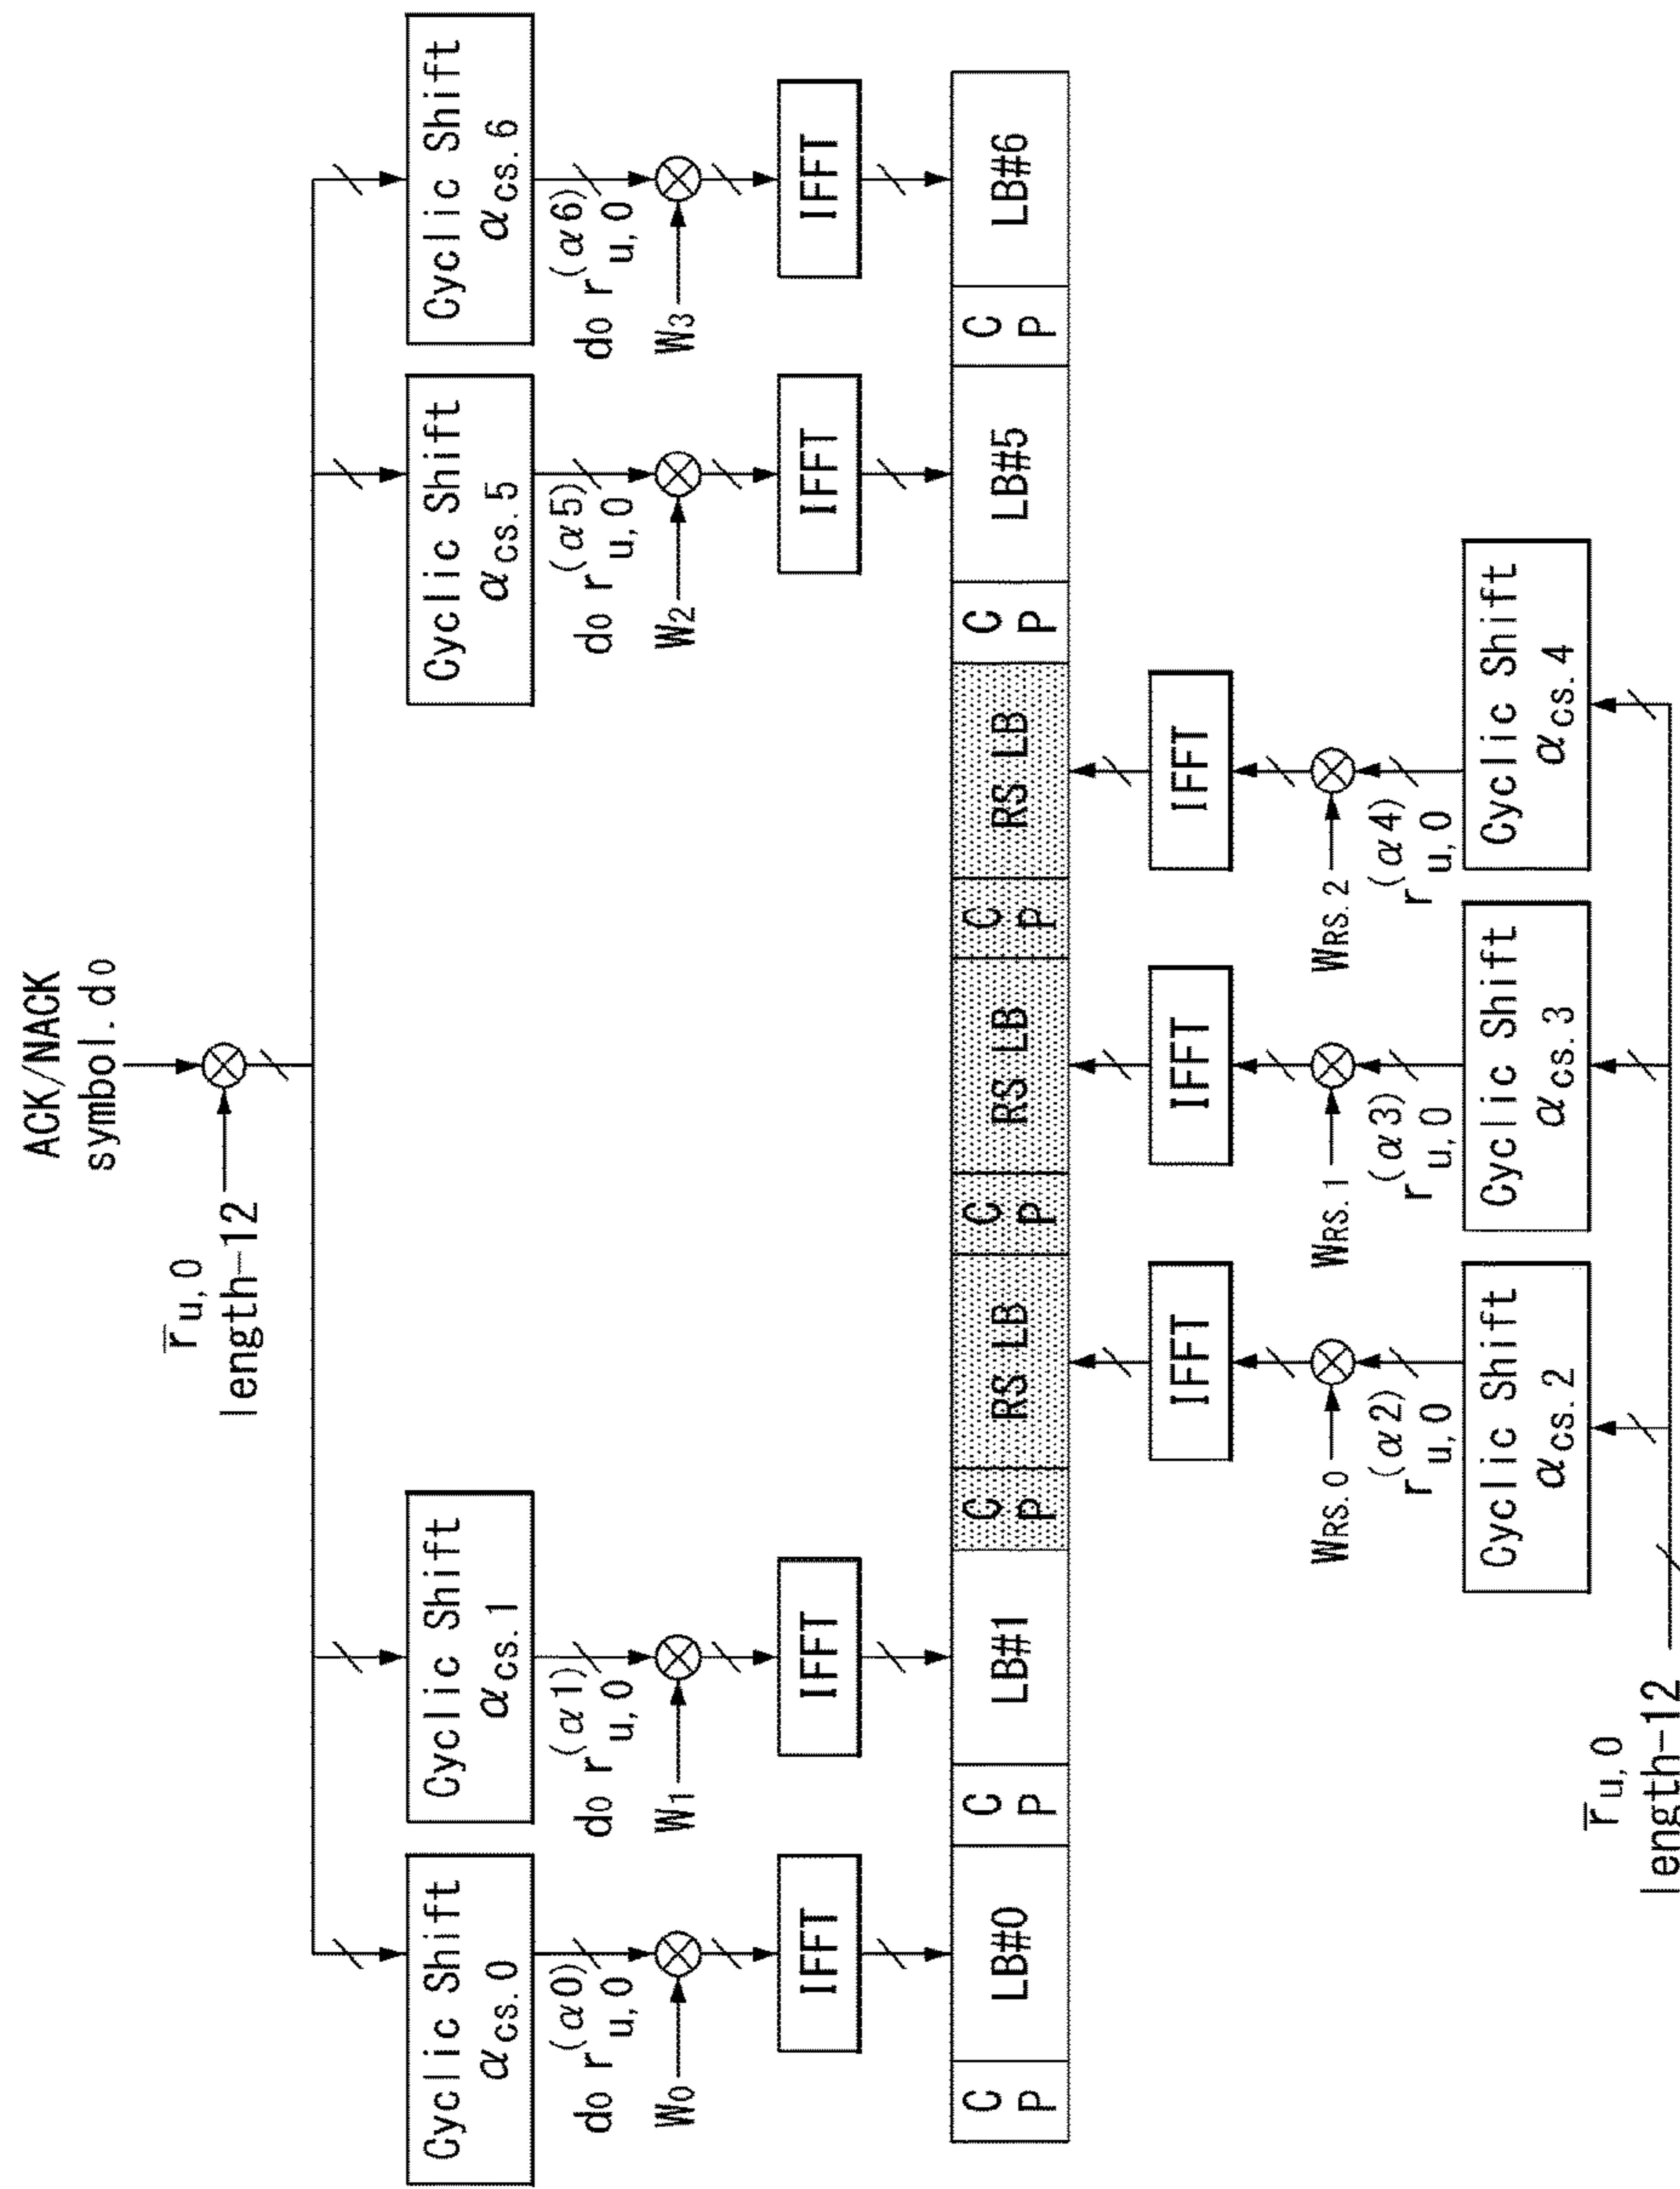 ACK/NACK
symbol. d0
r̅u,0
length-12
Cyclic Shift
αcs.0
Cyclic Shift
αcs.1
Cyclic Shift
αcs.5
Cyclic Shift
αcs.6
d0 r(α0)u,0
d0 r(α1)u,0
d0 r(α5)u,0
d0 r(α6)u,0
W0
W1
W2
W3
IFFT
IFFT
IFFT
IFFT
CP
LB#0
CP
LB#1
CP
RS LB
CP
RS LB
CP
RS LB
CP
LB#5
CP
LB#6
IFFT
IFFT
IFFT
WRS.0
WRS.1
WRS.2
r(α2)u,0
r(α3)u,0
r(α4)u,0
Cyclic Shift
αcs.2
Cyclic Shift
αcs.3
Cyclic Shift
αcs.4
r̅u,0
length-12